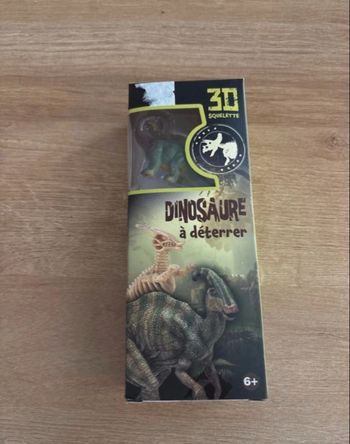 3D
SQUELETTE
DINOSAURE
à déterrer
6+